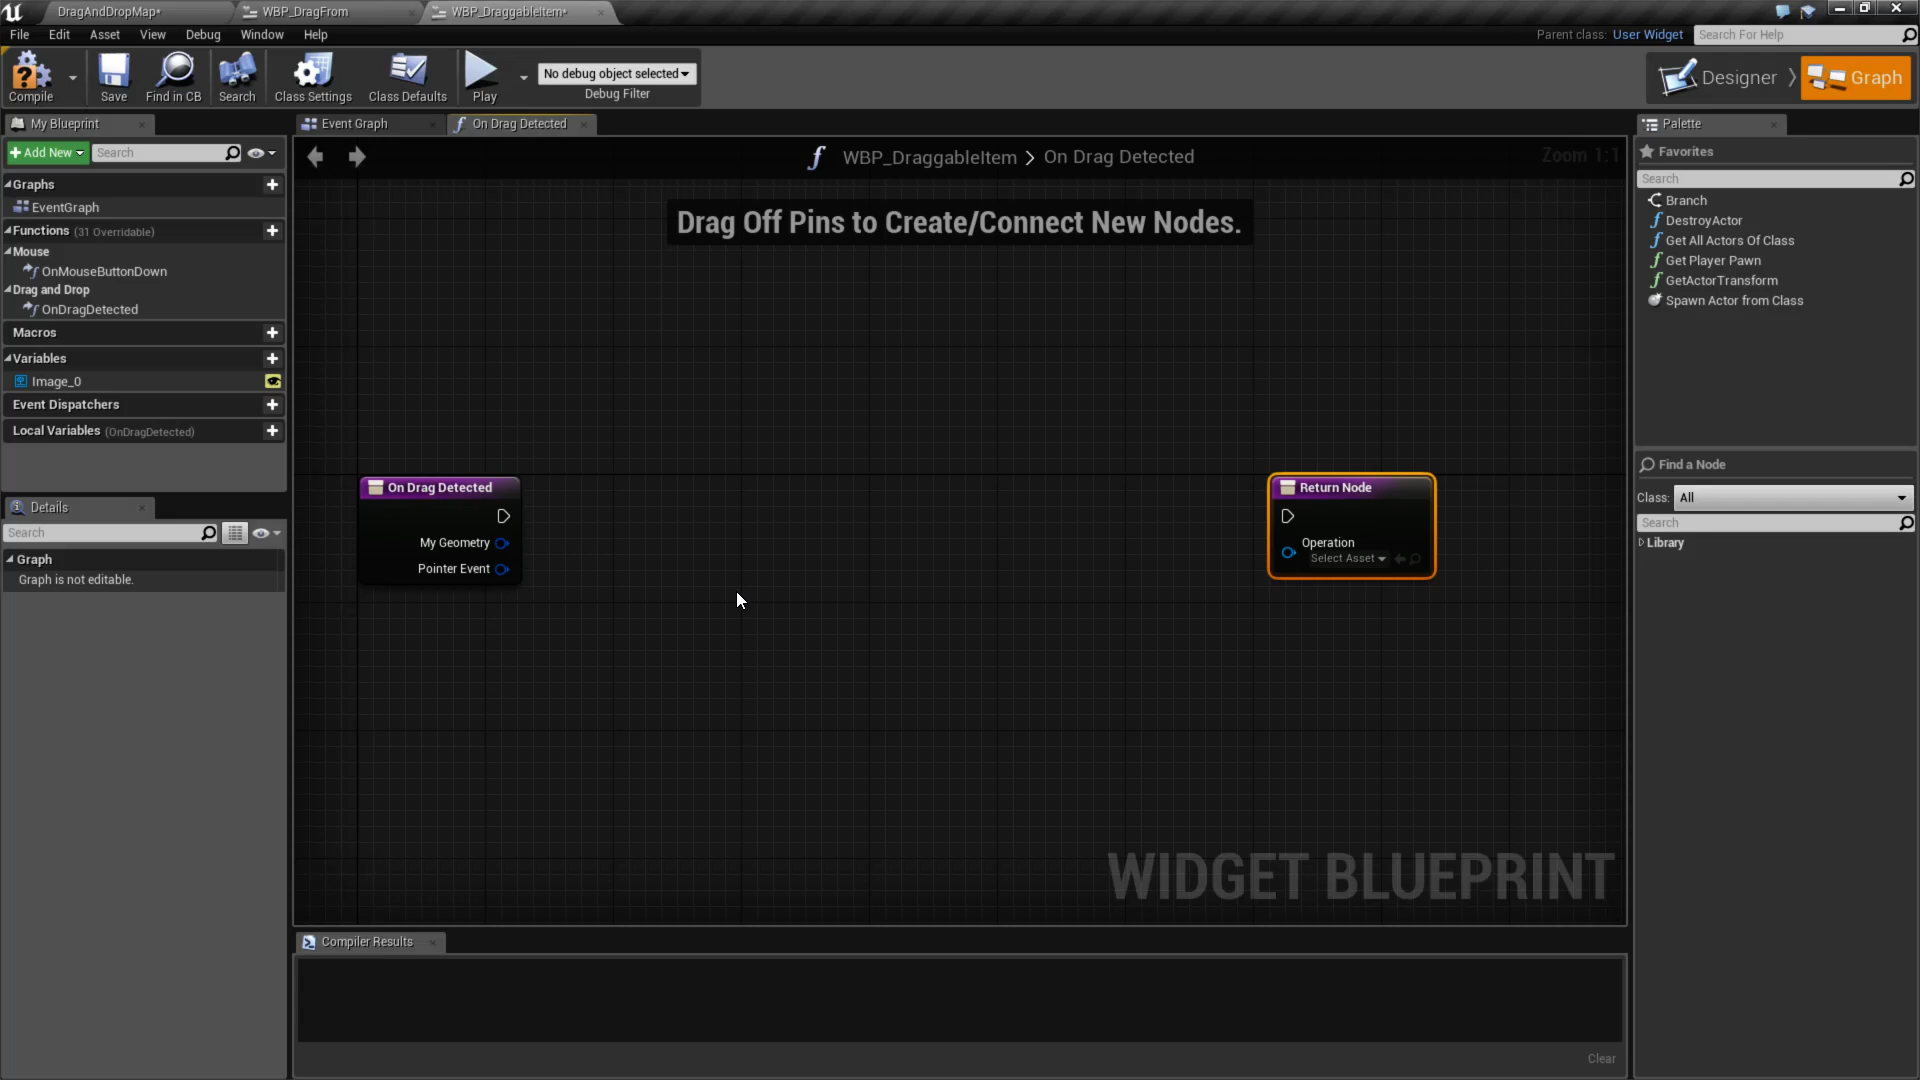 DragAndDropMap*
WBP_DragFrom
WBP_DraggableItem*
File Edit Asset View Debug Window Help
Parent class: User Widget
Search For Help
Compile
Save
Find in CB
Search
Class Settings
Class Defaults
Play
No debug object selected
Debug Filter
Designer
Graph
My Blueprint
Add New
Search
Graphs
EventGraph
Functions (31 Overridable)
Mouse
OnMouseButtonDown
Drag and Drop
OnDragDetected
Macros
Variables
Image_0
Event Dispatchers
Local Variables (OnDragDetected)
Details
Search
Graph
Graph is not editable.
Event Graph
On Drag Detected
WBP_DraggableItem > On Drag Detected
Zoom 1:1
Drag Off Pins to Create/Connect New Nodes.
On Drag Detected
My Geometry
Pointer Event
Return Node
Operation
Select Asset
WIDGET BLUEPRINT
Compiler Results
Clear
Palette
Favorites
Search
Branch
DestroyActor
Get All Actors Of Class
Get Player Pawn
GetActorTransform
Spawn Actor from Class
Find a Node
Class: All
Search
Library